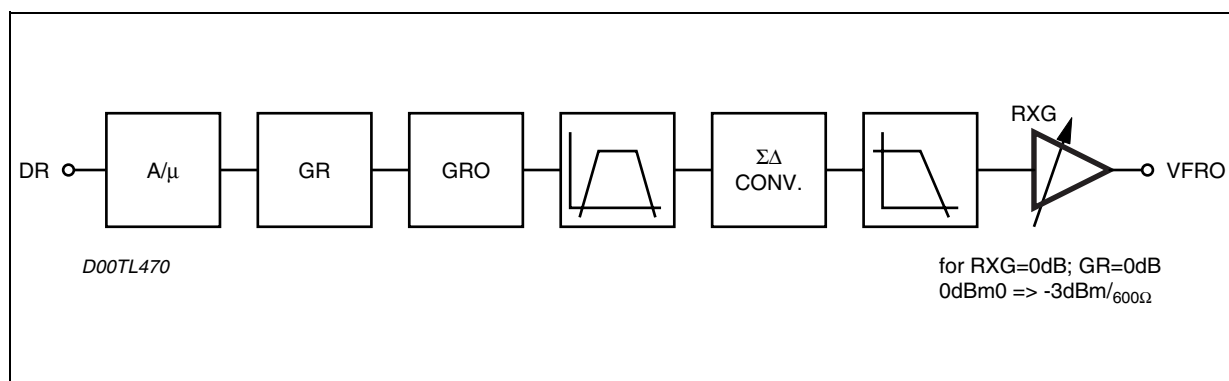 RXG
DR
A/μ
GR
GRO
ΣΔ
CONV.
VFRO
D00TL470
for RXG=0dB; GR=0dB
0dBm0 => -3dBm/600Ω